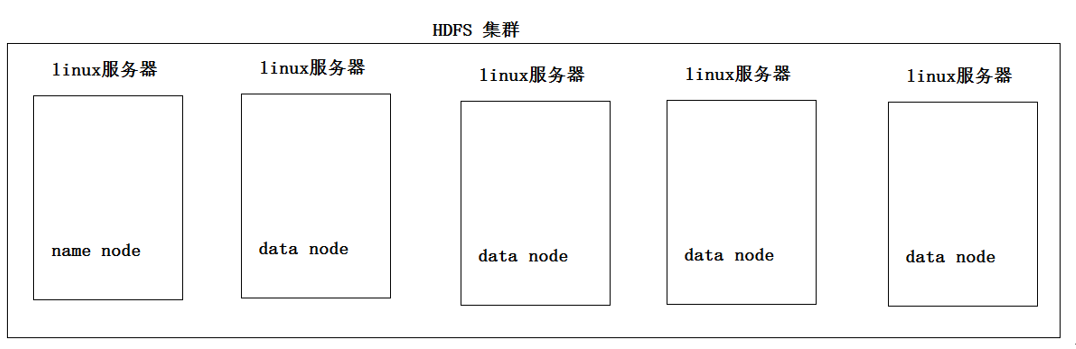 HDFS 集群
linux服务器
linux服务器
linux服务器
linux服务器
linux服务器
name node
data node
data node
data node
data node